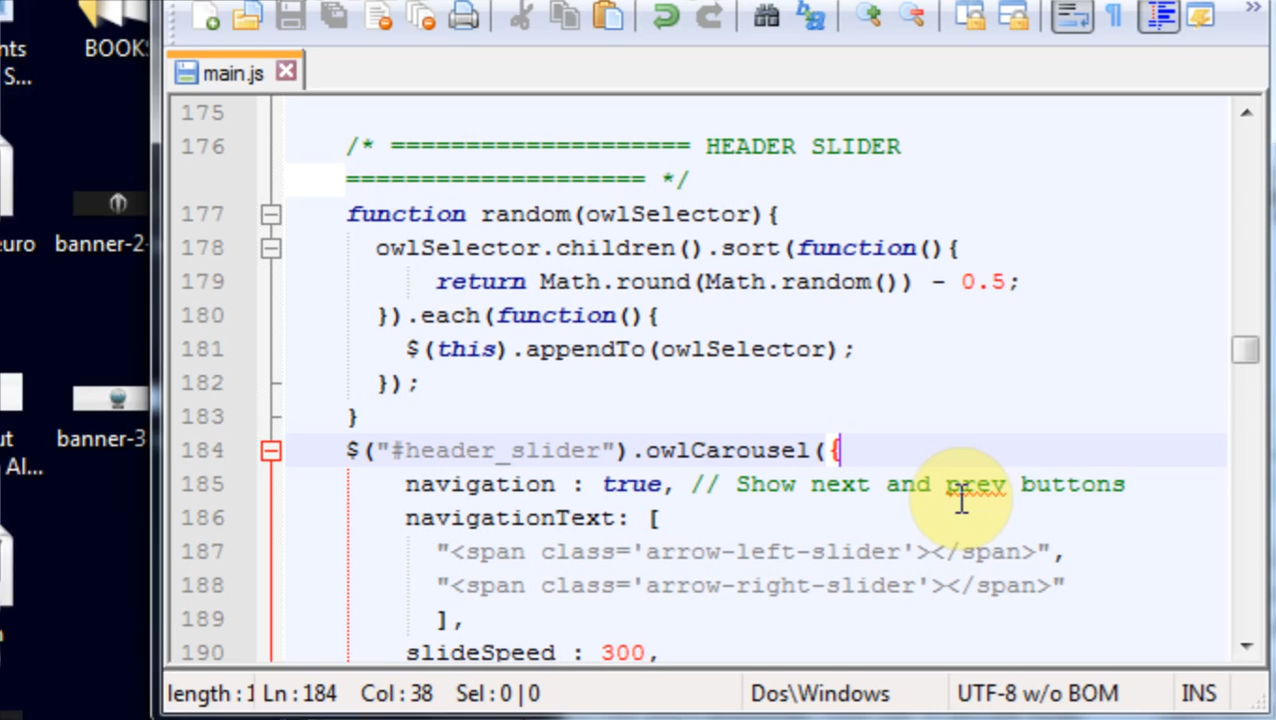 nts
S...
BOOK
euro
banner-2-
ut
banner-3
AI...
main.js
175
176 /* ==================== HEADER SLIDER
==================== */
177 function random(owlSelector){
178 owlSelector.children().sort(function(){
179 return Math.round(Math.random()) - 0.5;
180 }).each(function(){
181 $(this).appendTo(owlSelector);
182 });
183 }
184 $("#header_slider").owlCarousel({
185 navigation : true, // Show next and prev buttons
186 navigationText: [
187 "<span class='arrow-left-slider'></span>",
188 "<span class='arrow-right-slider'></span>"
189 ],
190 slideSpeed : 300,
length : 1 Ln : 184 Col : 38 Sel : 0 | 0 Dos\Windows UTF-8 w/o BOM INS